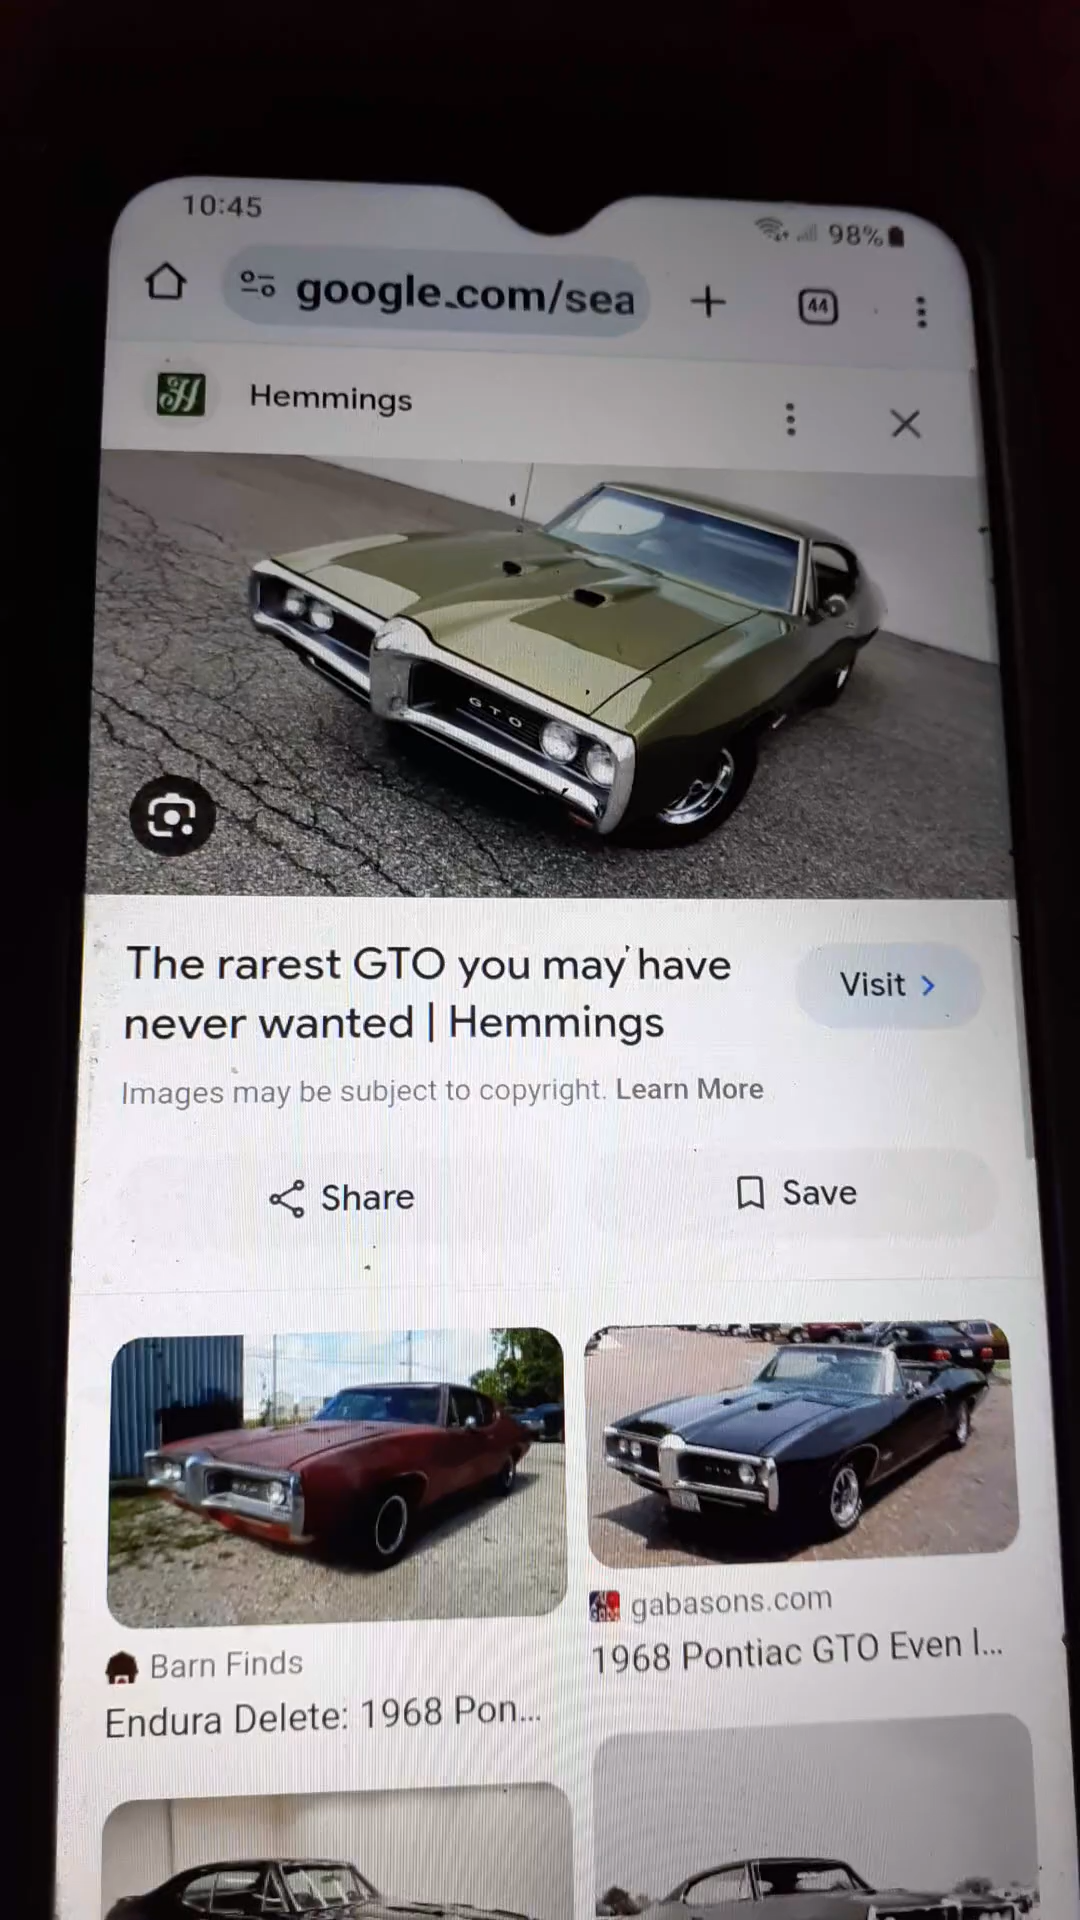 10:45
98%
google.com/sea
44
H Hemmings
GTO
The rarest GTO you may have
never wanted | Hemmings
Visit >
Images may be subject to copyright. Learn More
Share
Save
gabasons.com
1968 Pontiac GTO Even I...
Barn Finds
Endura Delete: 1968 Pon...